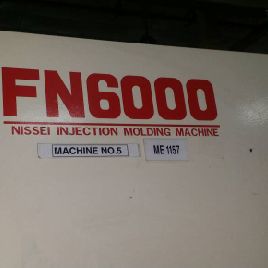 FN6000
NISSEI INJECTION MOLDING MACHINE
MACHINE NO.5 ME 1157